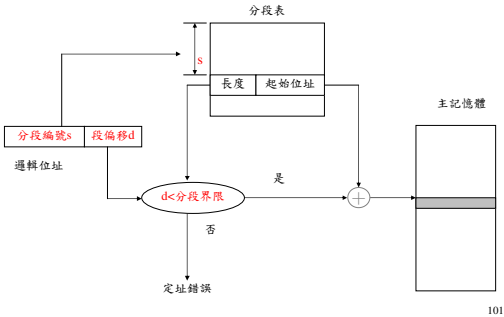 分段表
s
長度 起始位址
主記憶體
分段編號s 段偏移d
邏輯位址
d<分段界限
是
否
定址錯誤
101